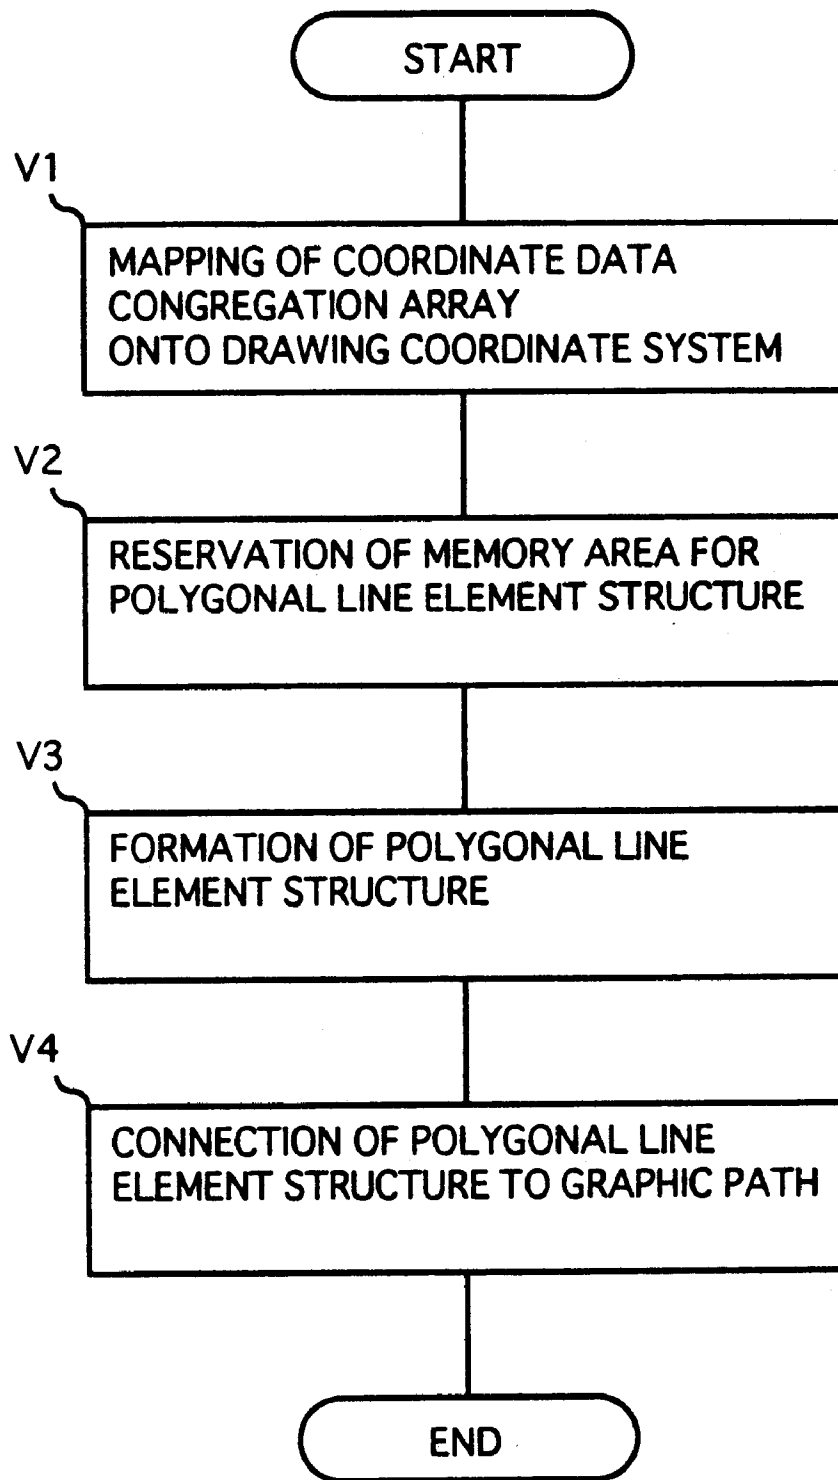 START
V1
MAPPING OF COORDINATE DATA
CONGREGATION ARRAY
ONTO DRAWING COORDINATE SYSTEM
V2
RESERVATION OF MEMORY AREA FOR
POLYGONAL LINE ELEMENT STRUCTURE
V3
FORMATION OF POLYGONAL LINE
ELEMENT STRUCTURE
V4
CONNECTION OF POLYGONAL LINE
ELEMENT STRUCTURE TO GRAPHIC PATH
END